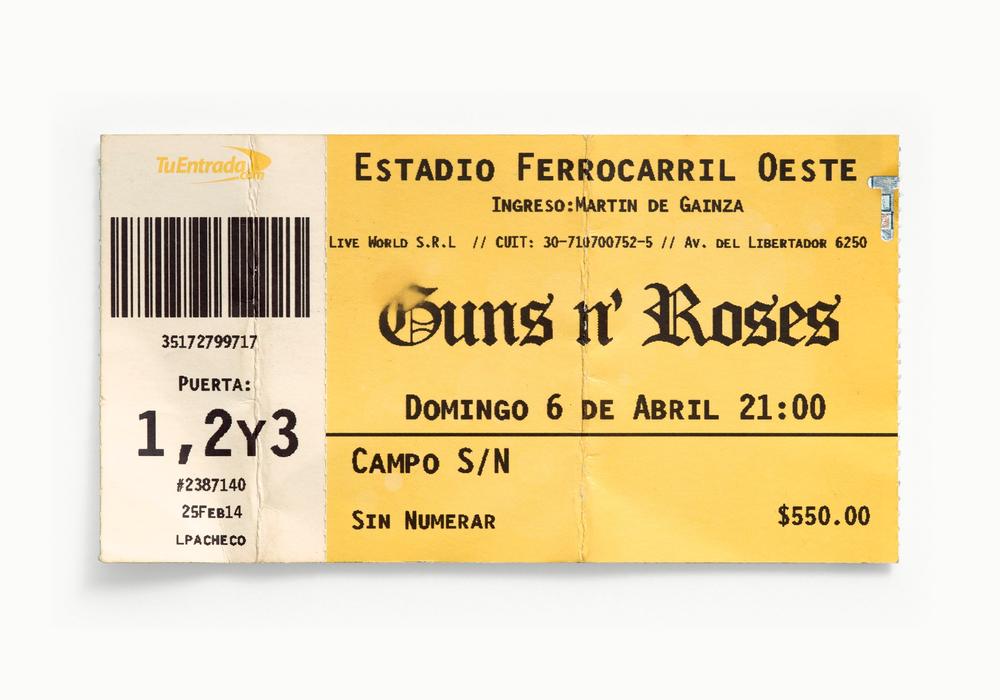 TuEntrada.com
35172799717
PUERTA:
1,2Y3
#2387140
25FEB14
LPACHECO
ESTADIO FERROCARRIL OESTE
INGRESO:MARTIN DE GAINZA
LIVE WORLD S.R.L // CUIT: 30-710700752-5 // AV. DEL LIBERTADOR 6250
Guns n' Roses
DOMINGO 6 DE ABRIL 21:00
CAMPO S/N
SIN NUMERAR
$550.00